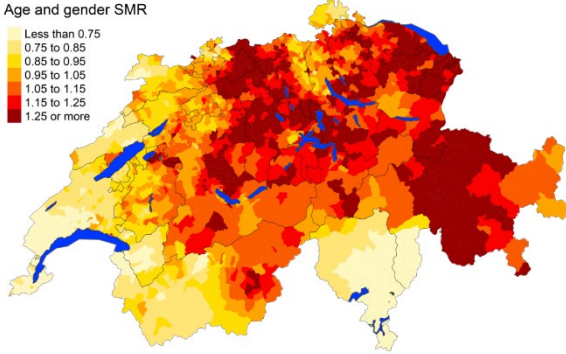 Age and gender SMR
Less than 0.75
0.75 to 0.85
0.85 to 0.95
0.95 to 1.05
1.05 to 1.15
1.15 to 1.25
1.25 or more